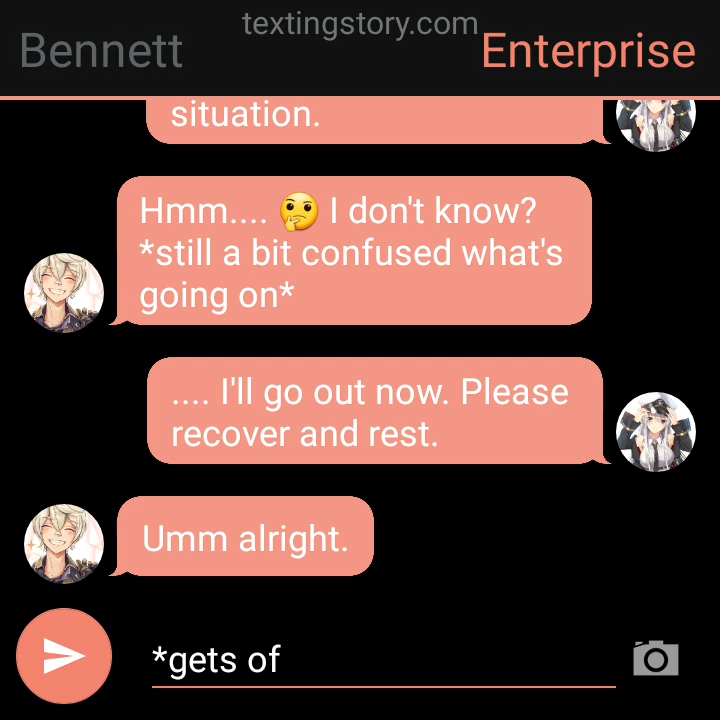 textingstory.com
Bennett
Enterprise
situation.
Hmm.... 🤔 I don't know?
*still a bit confused what's
going on*
.... I'll go out now. Please
recover and rest.
Umm alright.
*gets of